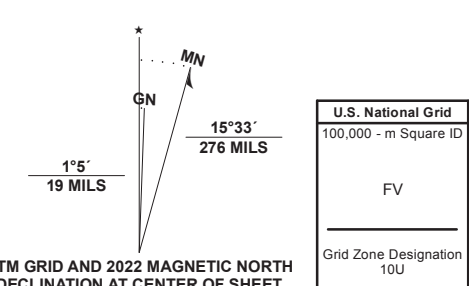 ★
MN
GN
15°33´
276 MILS
1°5´
19 MILS
TM GRID AND 2022 MAGNETIC NORTH
DECLINATION AT CENTER OF SHEET
U.S. National Grid
100,000 - m Square ID
FV
Grid Zone Designation
10U